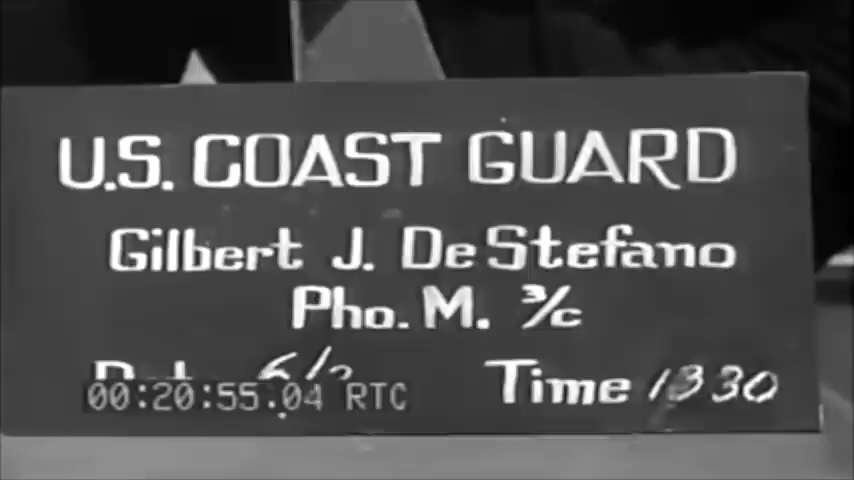 U.S. COAST GUARD
Gilbert J. DeStefano
Pho. M. 3/c
Time 1330
00:20:55.04 RTC